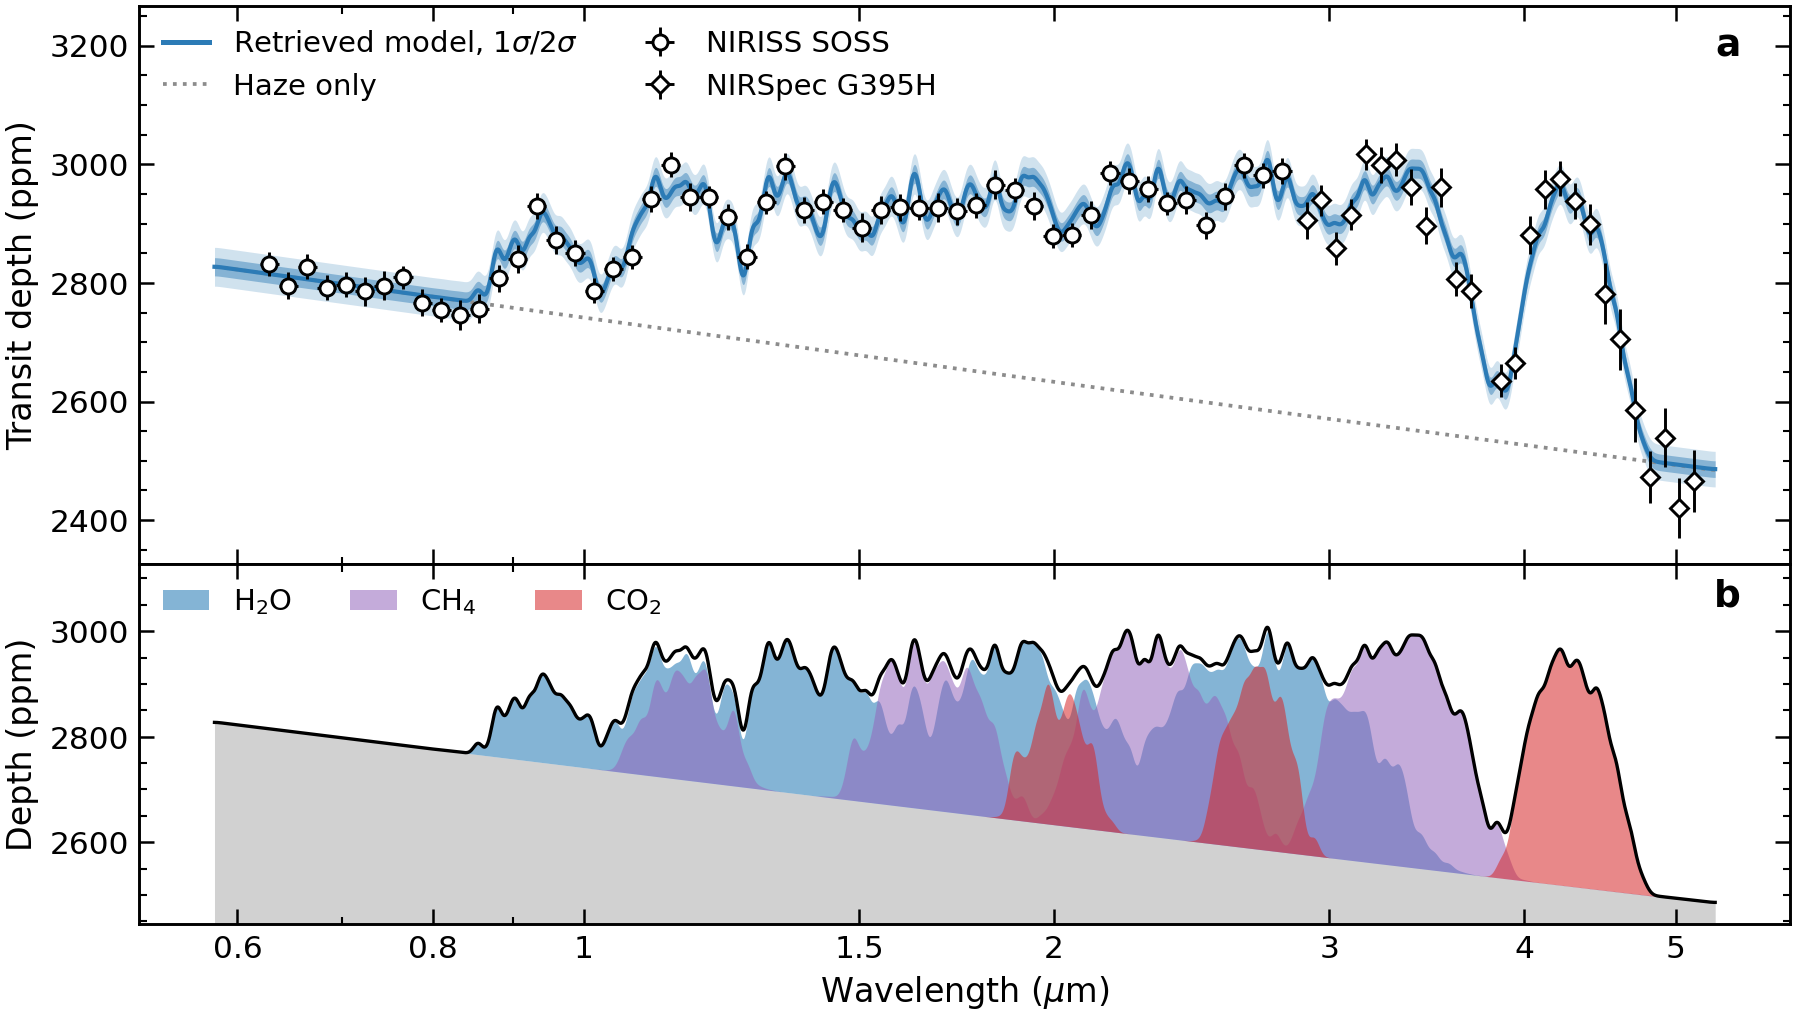 Retrieved model, 1σ/2σ
Haze only
NIRISS SOSS
NIRSpec G395H
a
3200
3000
2800
2600
2400
Transit depth (ppm)
H₂O
CH₄
CO₂
b
3000
2800
2600
Depth (ppm)
0.6
0.8
1
1.5
2
3
4
5
Wavelength (μm)